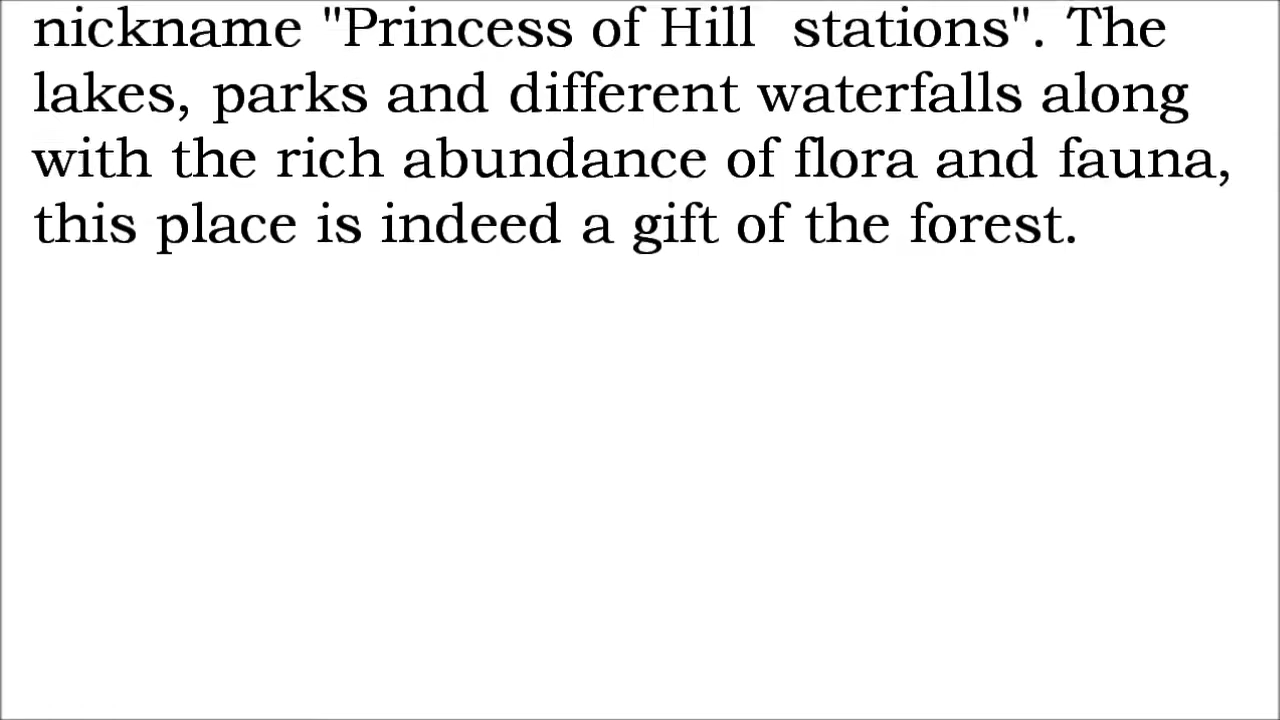 nickname "Princess of Hill  stations". The
lakes, parks and different waterfalls along
with the rich abundance of flora and fauna,
this place is indeed a gift of the forest.